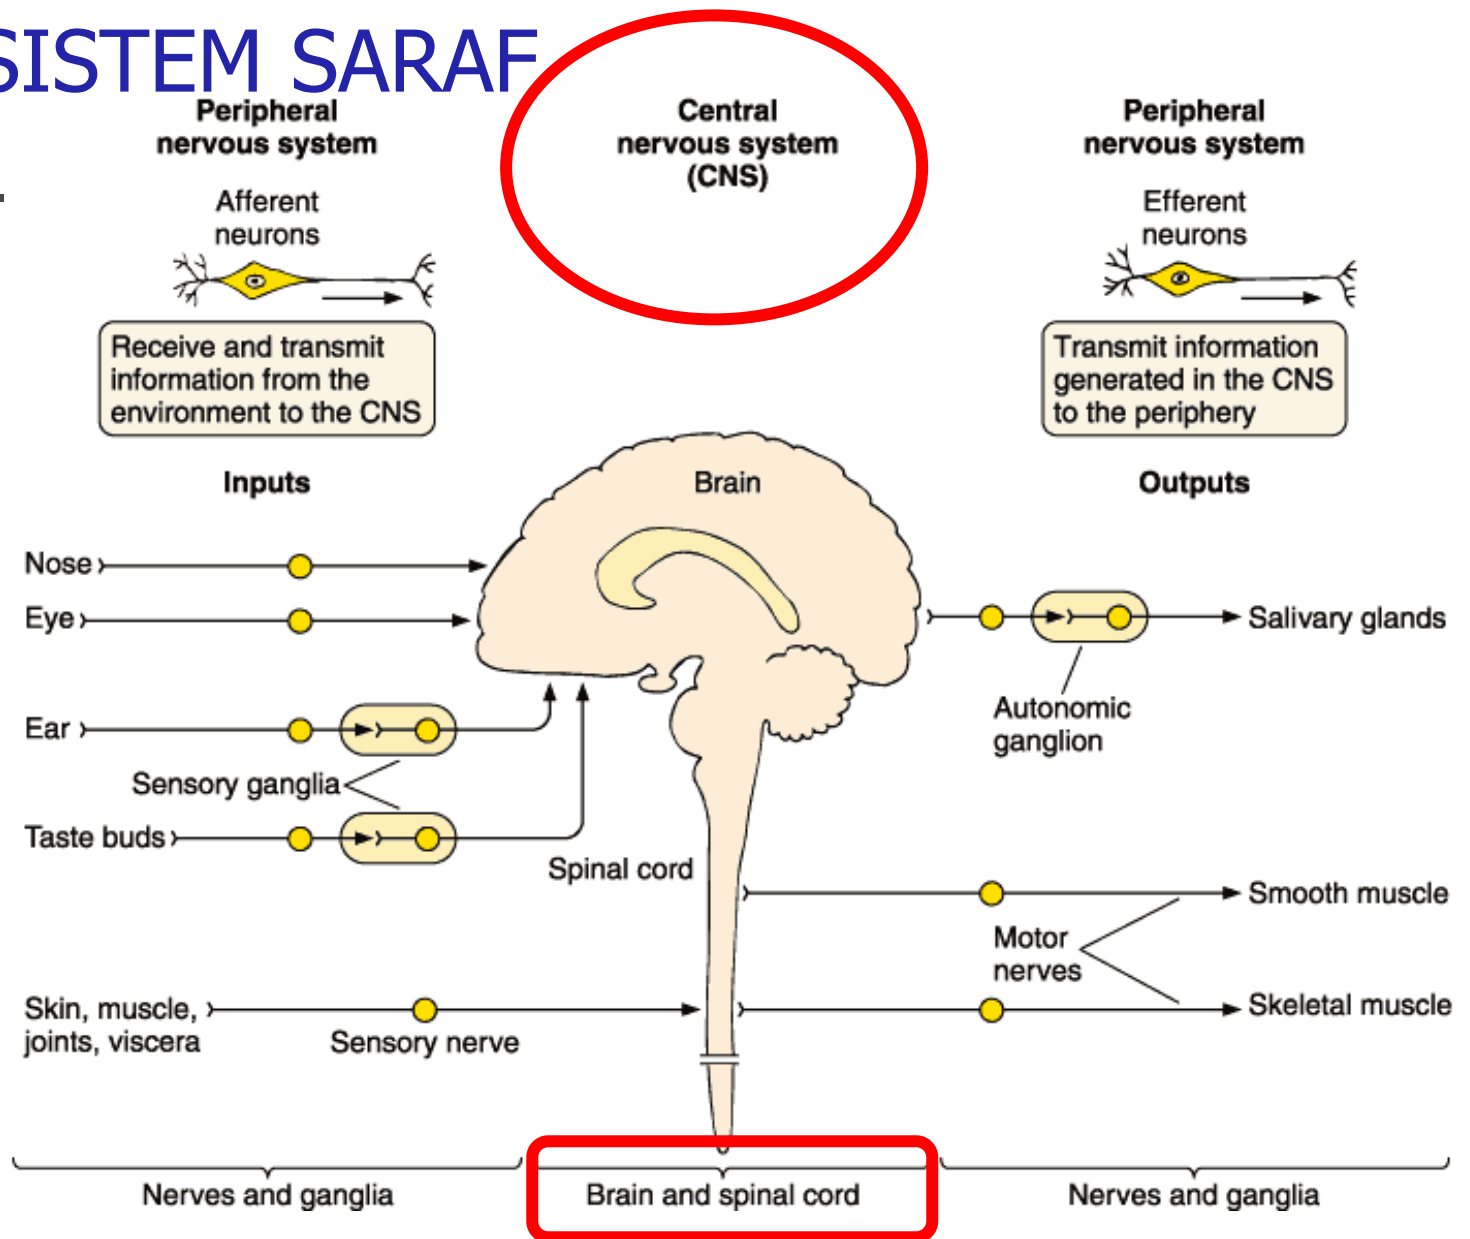 SISTEM SARAF
Peripheral
nervous system
Central
nervous system
(CNS)
Peripheral
nervous system
Afferent
neurons
Efferent
neurons
Receive and transmit
information from the
environment to the CNS
Transmit information
generated in the CNS
to the periphery
Inputs
Brain
Outputs
Nose
Eye
Salivary glands
Autonomic
ganglion
Ear
Sensory ganglia
Taste buds
Spinal cord
Smooth muscle
Motor
nerves
Skin, muscle,
joints, viscera
Sensory nerve
Skeletal muscle
Nerves and ganglia
Brain and spinal cord
Nerves and ganglia